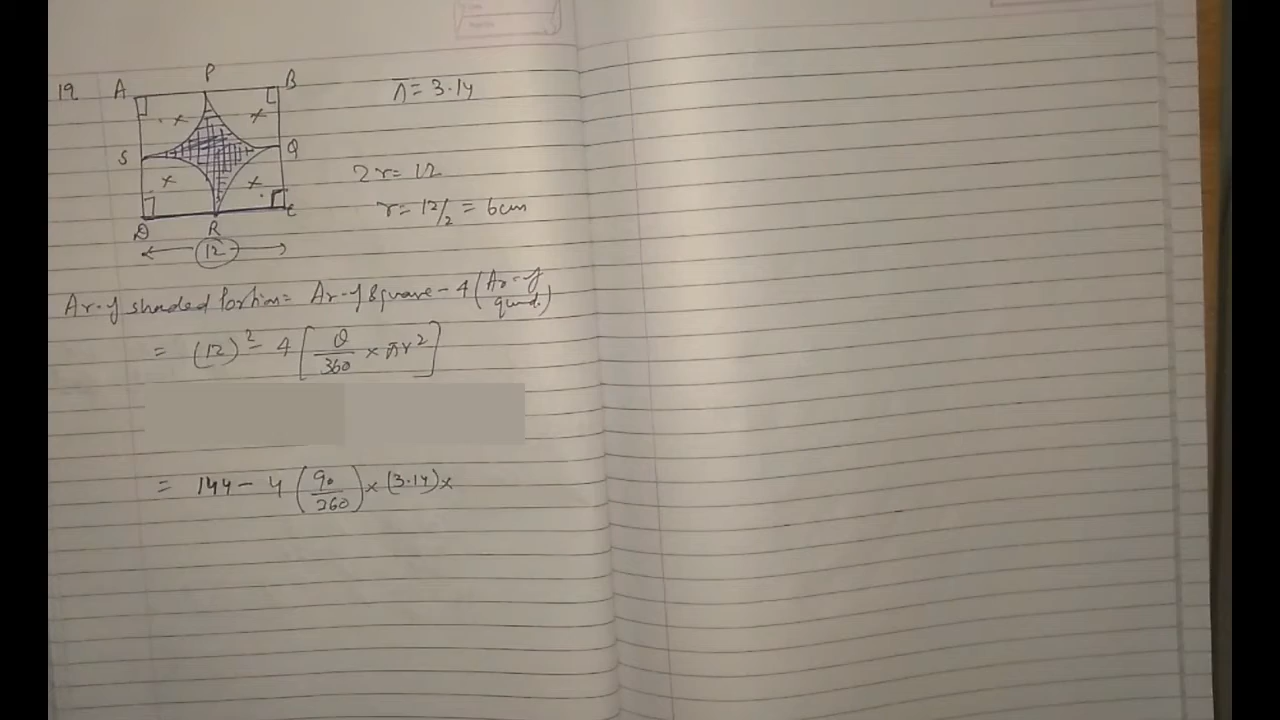 19
A P B
π = 3.14
S Q
2r = 12
r = 12/2 = 6cm
D R C
12
Ar. of shaded Portion = Ar. of Square - 4 (Ar. of quad.)
= (12)² - 4 [θ/360 × πr²]
= 144 - 4 (90/360) × (3.14) ×